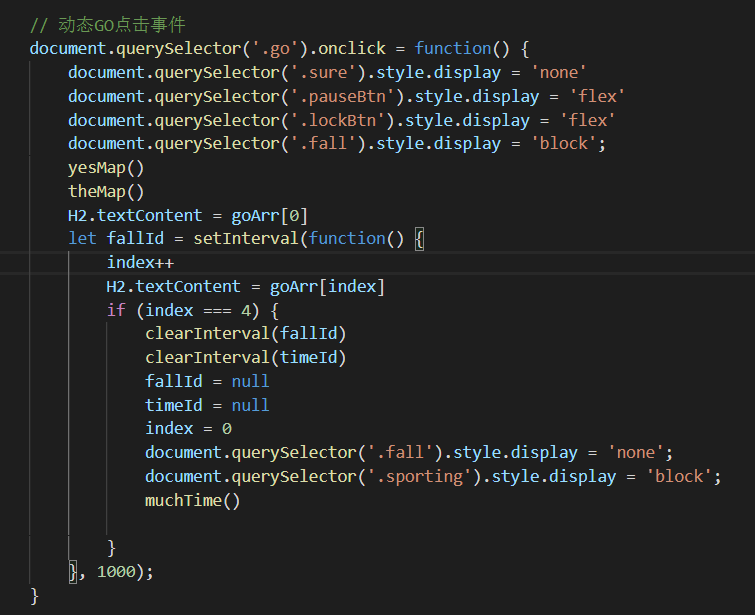 // 动态GO点击事件
document.querySelector('.go').onclick = function() {
    document.querySelector('.sure').style.display = 'none'
    document.querySelector('.pauseBtn').style.display = 'flex'
    document.querySelector('.lockBtn').style.display = 'flex'
    document.querySelector('.fall').style.display = 'block';
    yesMap()
    theMap()
    H2.textContent = goArr[0]
    let fallId = setInterval(function() {
        index++
        H2.textContent = goArr[index]
        if (index === 4) {
            clearInterval(fallId)
            clearInterval(timeId)
            fallId = null
            timeId = null
            index = 0
            document.querySelector('.fall').style.display = 'none';
            document.querySelector('.sporting').style.display = 'block';
            muchTime()
        }
    }, 1000);
}